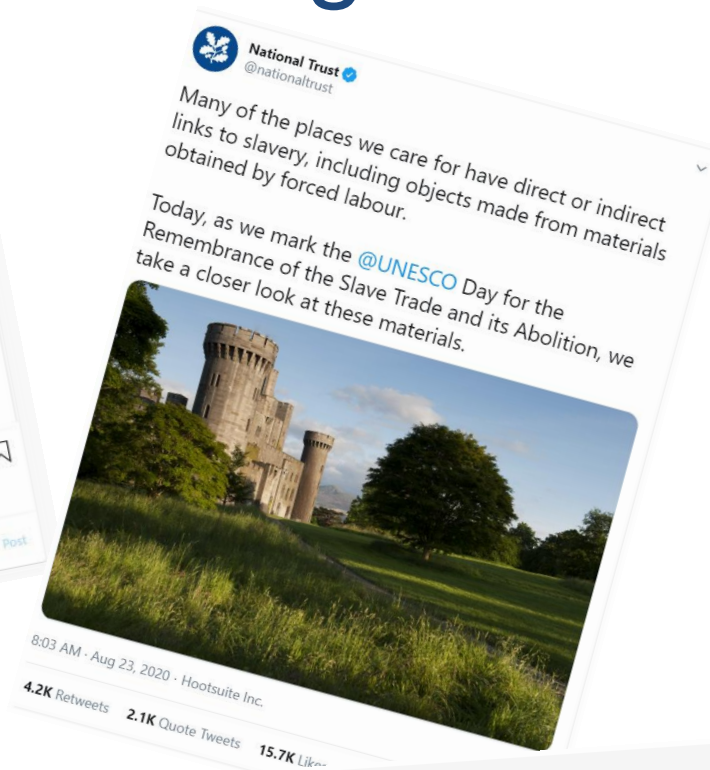 National Trust
@nationaltrust
Many of the places we care for have direct or indirect
links to slavery, including objects made from materials
obtained by forced labour.
Today, as we mark the @UNESCO Day for the
Remembrance of the Slave Trade and its Abolition, we
take a closer look at these materials.
Post
8:03 AM · Aug 23, 2020 · Hootsuite Inc.
4.2K Retweets 2.1K Quote Tweets 15.7K